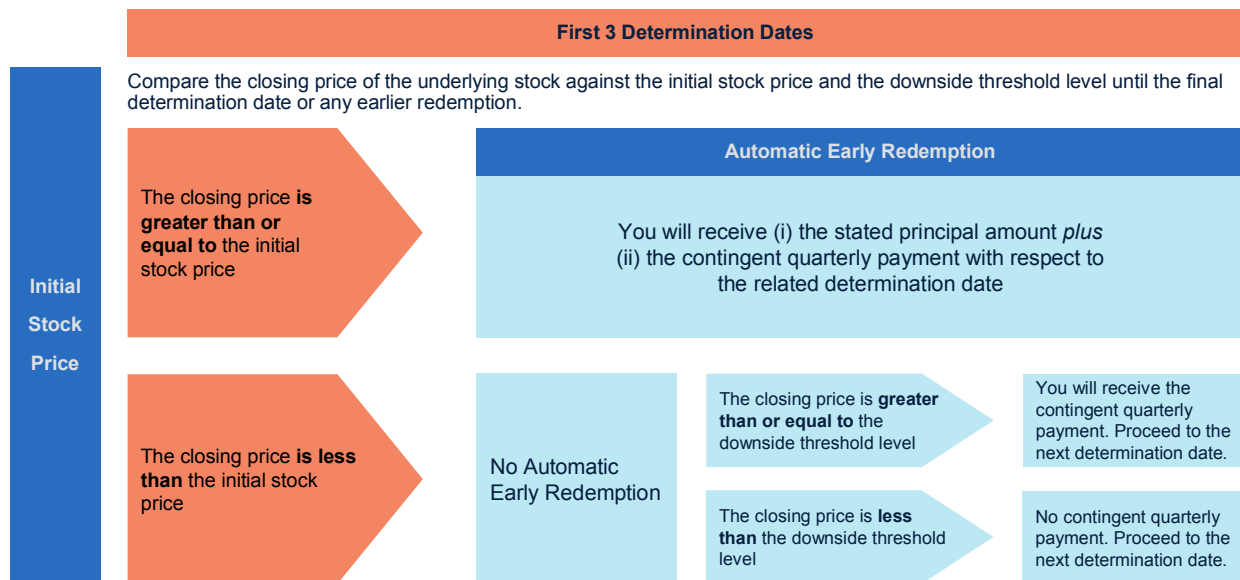 First 3 Determination Dates
Compare the closing price of the underlying stock against the initial stock price and the downside threshold level until the final
determination date or any earlier redemption.
Initial
Stock
Price
The closing price is
greater than or
equal to the initial
stock price
Automatic Early Redemption
You will receive (i) the stated principal amount plus
(ii) the contingent quarterly payment with respect to
the related determination date
The closing price is less
than the initial stock
price
No Automatic
Early Redemption
The closing price is greater
than or equal to the
downside threshold level
You will receive the
contingent quarterly
payment. Proceed to the
next determination date.
The closing price is less
than the downside threshold
level
No contingent quarterly
payment. Proceed to the
next determination date.